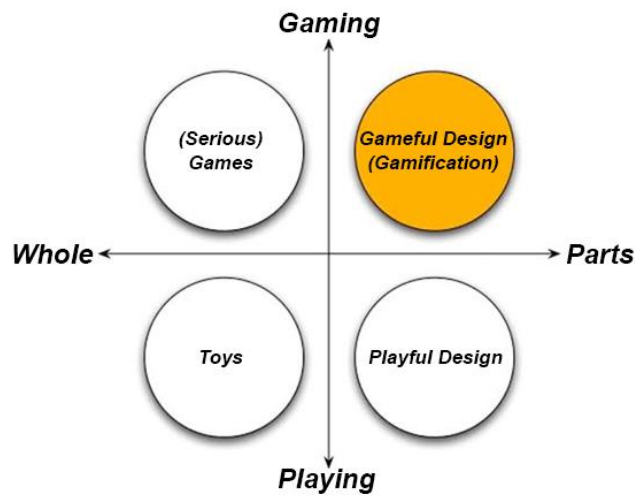 Gaming
(Serious)
Games
Gameful Design
(Gamification)
Whole
Parts
Toys
Playful Design
Playing